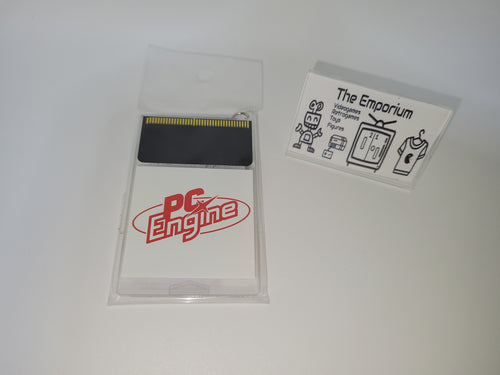 PC
Engine
The Emporium
Videogames
Retrogames
Toys
Figures